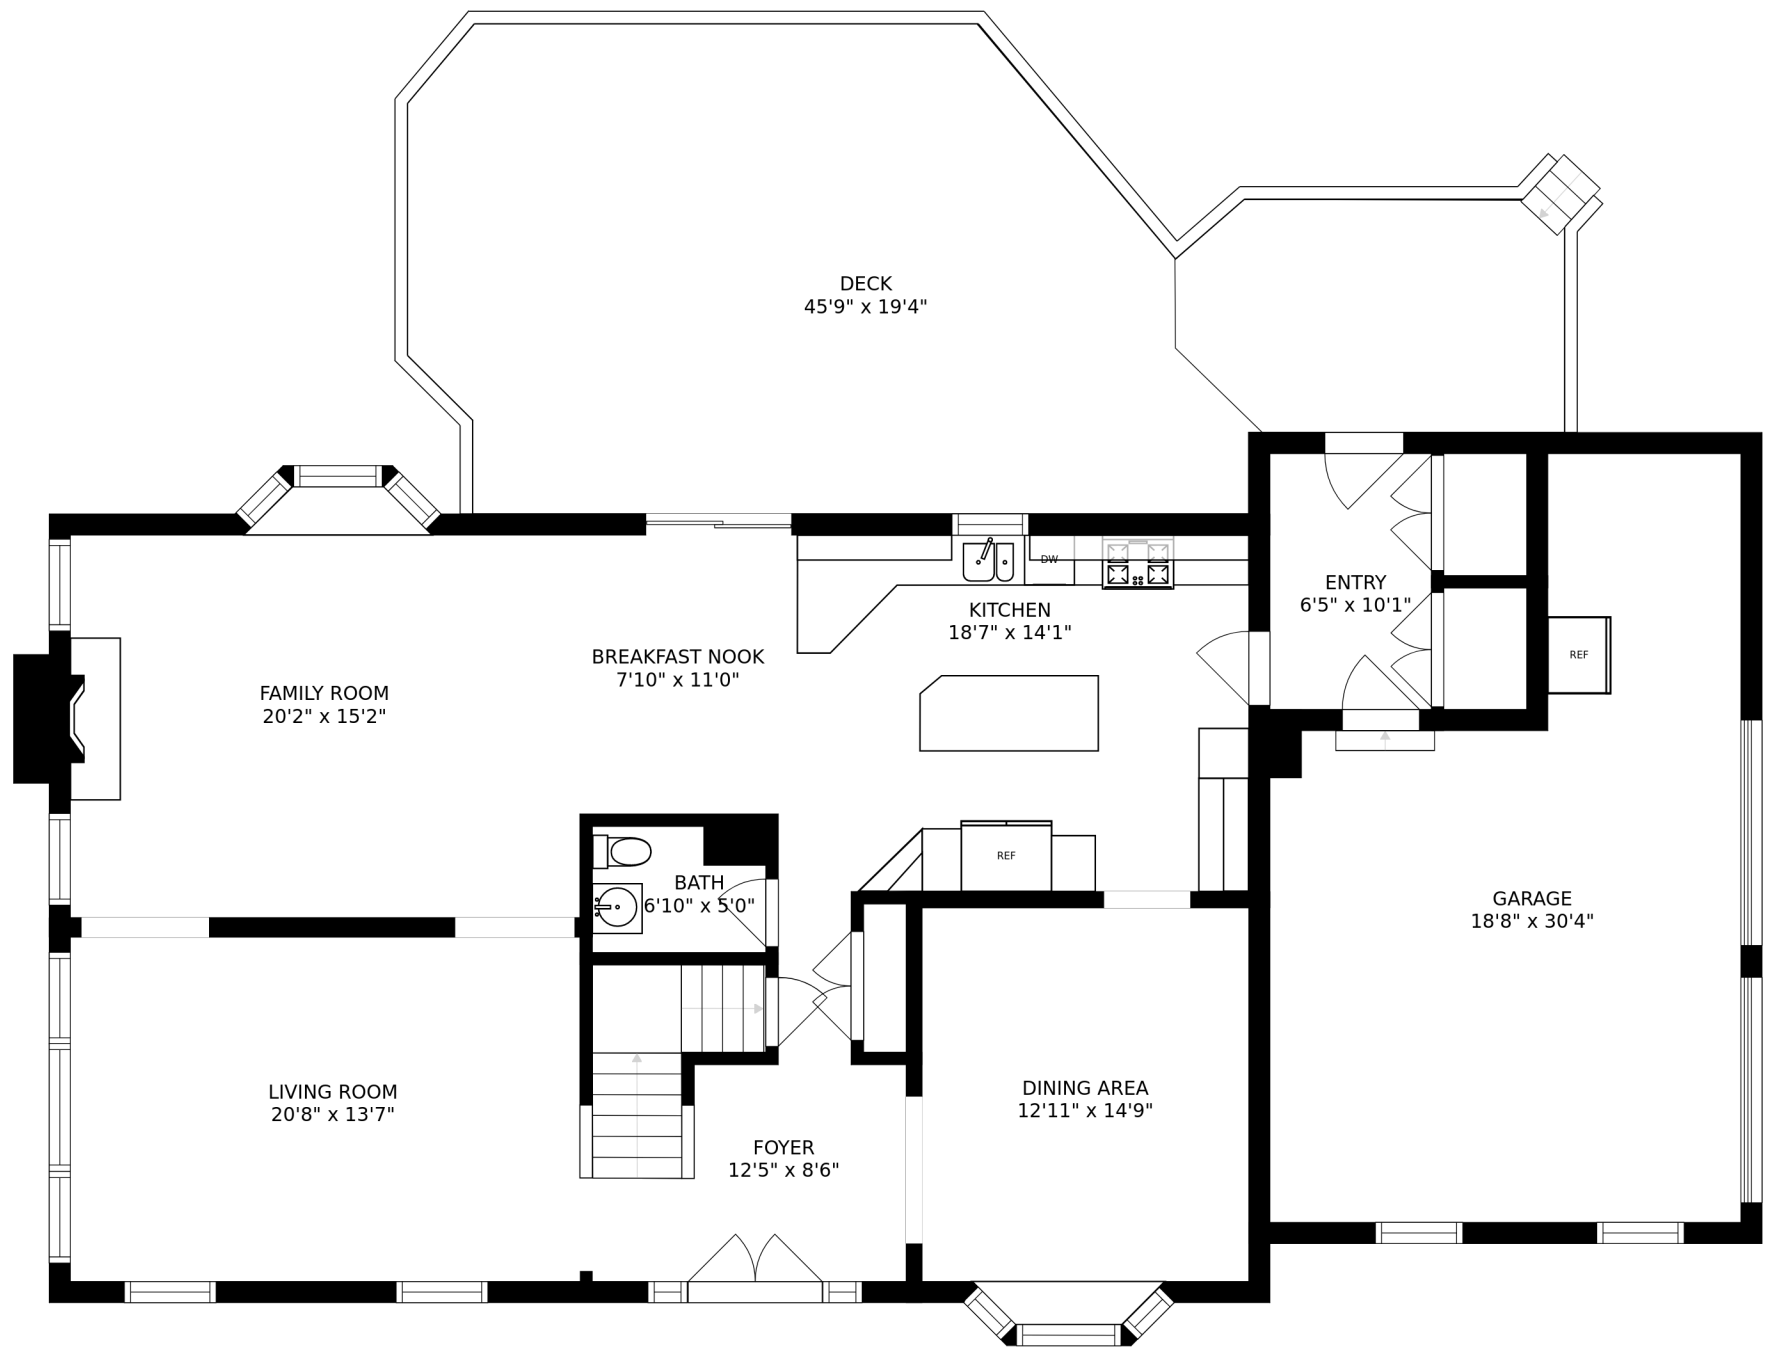 DECK
45'9" x 19'4"
DW
ENTRY
6'5" x 10'1"
KITCHEN
18'7" x 14'1"
BREAKFAST NOOK
7'10" x 11'0"
REF
FAMILY ROOM
20'2" x 15'2"
REF
BATH
6'10" x 5'0"
GARAGE
18'8" x 30'4"
LIVING ROOM
20'8" x 13'7"
DINING AREA
12'11" x 14'9"
FOYER
12'5" x 8'6"